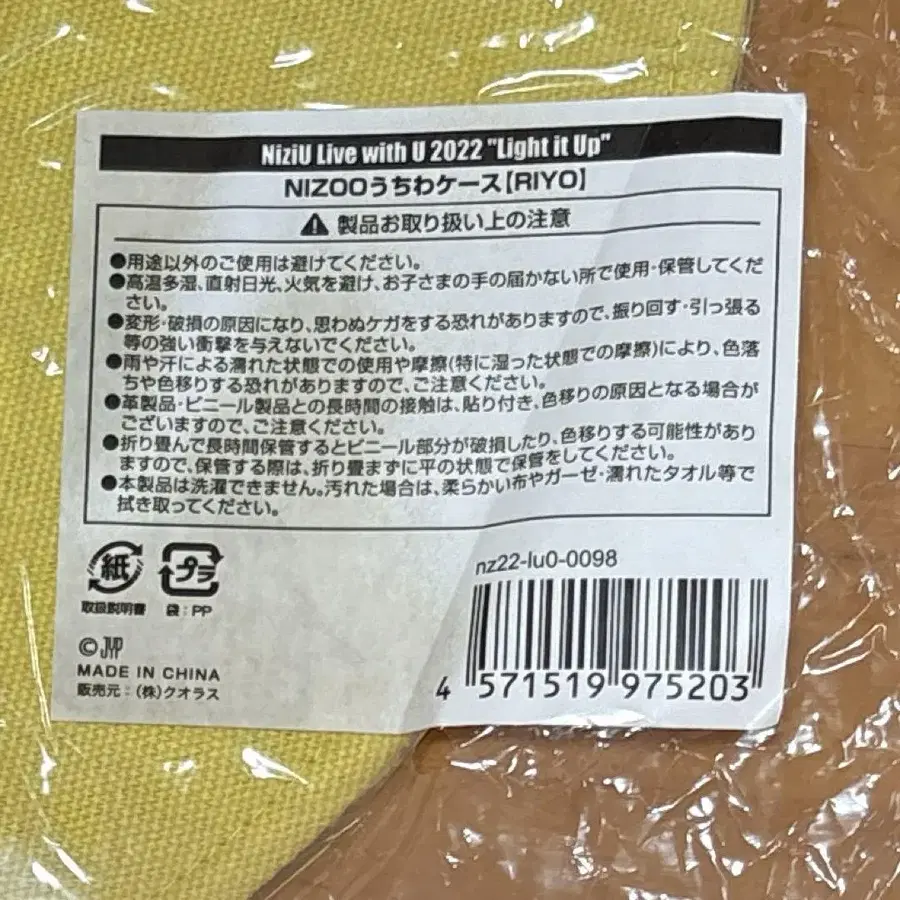 NiziU Live with U 2022 "Light it Up"
NIZOOうちわケース【RIYO】
製品お取り扱い上の注意
●用途以外のご使用は避けてください。
●高温多湿、直射日光、火気を避け、お子さまの手の届かない所で使用・保管してくだ
さい。
●変形・破損の原因になり、思わぬケガをする恐れがありますので、振り回す・引っ張る
等の強い衝撃を与えないでください。
●雨や汗による濡れた状態での使用や摩擦(特に湿った状態での摩擦)により、色落
ちや色移りする恐れがありますので、ご注意ください。
●革製品・ビニール製品との長時間の接触は、貼り付き、色移りの原因となる場合が
ございますので、ご注意ください。
●折り畳んで長時間保管するとビニール部分が破損したり、色移りする可能性があり
ますので、保管する際は、折り畳まずに平の状態で保管をしてください。
●本製品は洗濯できません。汚れた場合は、柔らかい布やガーゼ・濡れたタオル等で
拭き取ってください。
紙
プラ
取扱説明書
袋：PP
nz22-lu0-0098
©JYP
MADE IN CHINA
販売元：(株)クオラス
4 571519 975203